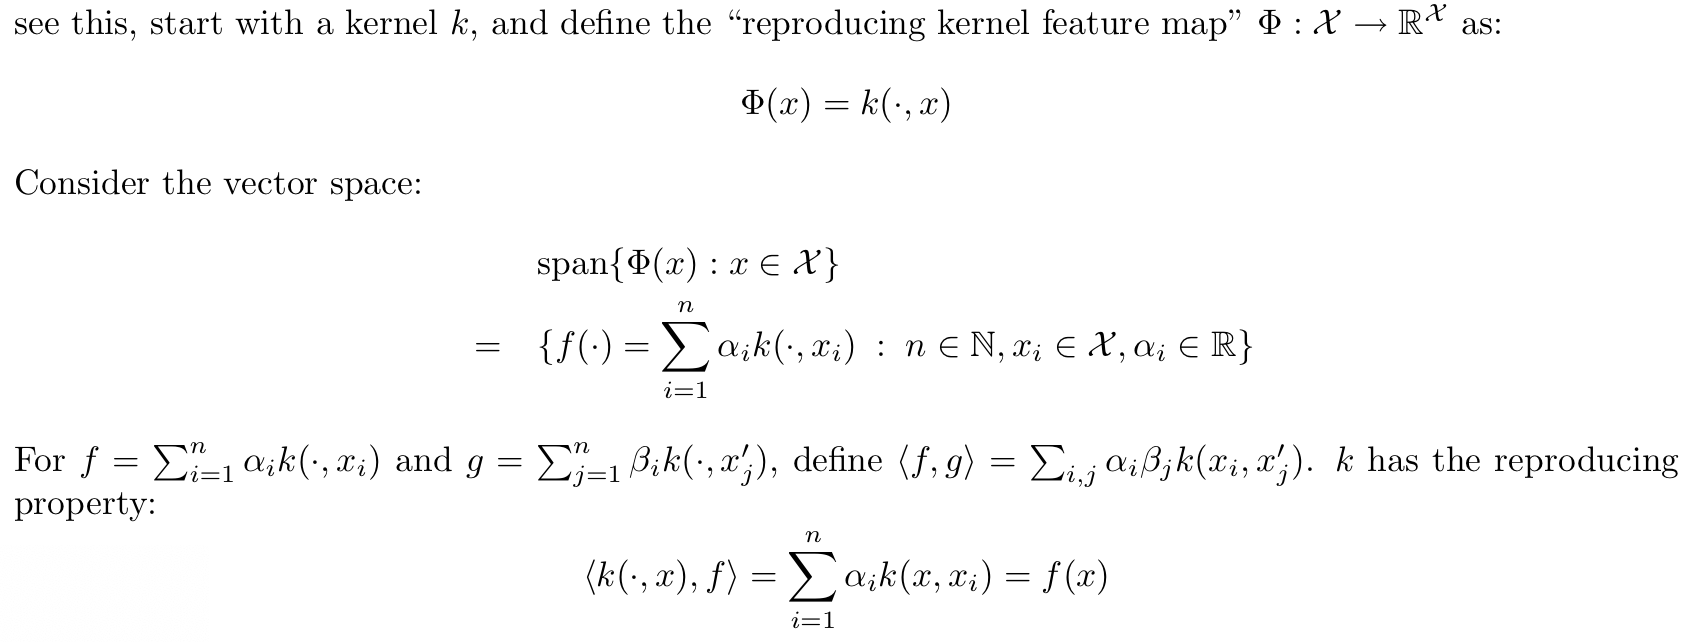 see this, start with a kernel k, and define the “reproducing kernel feature map” Φ : 𝒳 → ℝ^𝒳 as:
Φ(x) = k(·, x)
Consider the vector space:
span{Φ(x) : x ∈ 𝒳}
= {f(·) = ∑_{i=1}^{n} α_i k(·, x_i) : n ∈ ℕ, x_i ∈ 𝒳, α_i ∈ ℝ}
For f = ∑_{i=1}^{n} α_i k(·, x_i) and g = ∑_{j=1}^{n} β_i k(·, x′_j), define ⟨f, g⟩ = ∑_{i,j} α_i β_j k(x_i, x′_j). k has the reproducing
property:
⟨k(·, x), f⟩ = ∑_{i=1}^{n} α_i k(x, x_i) = f(x)